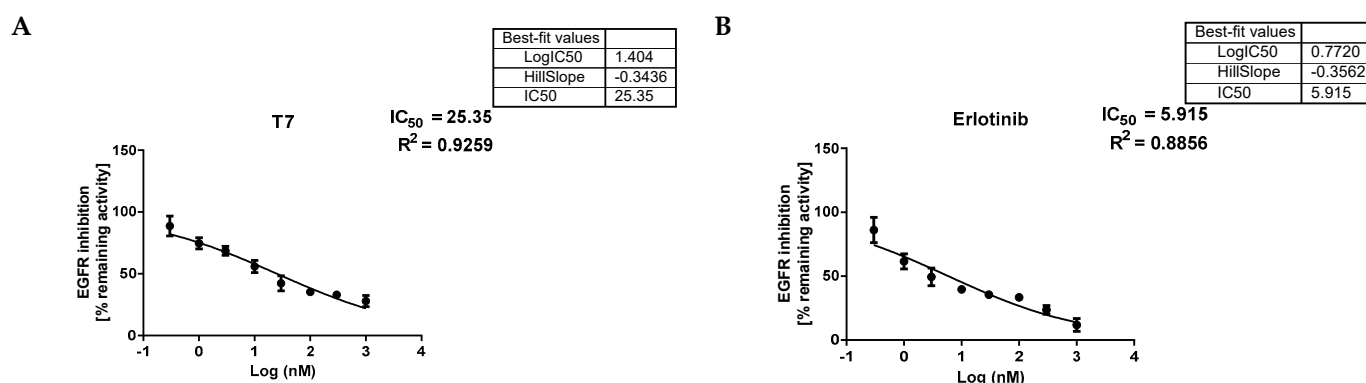 A
Best-fit values
LogIC50 1.404
HillSlope -0.3436
IC50 25.35
T7
IC50 = 25.35
R2 = 0.9259
EGFR inhibition
[% remaining activity]
150
100
50
0
-1 0 1 2 3 4
Log (nM)
B
Best-fit values
LogIC50 0.7720
HillSlope -0.3562
IC50 5.915
Erlotinib
IC50 = 5.915
R2 = 0.8856
EGFR inhibition
[% remaining activity]
150
100
50
0
-1 0 1 2 3 4
Log (nM)